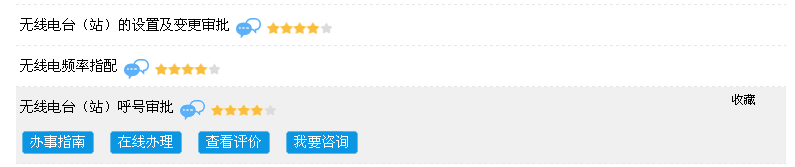 无线电台（站）的设置及变更审批
无线电频率指配
无线电台（站）呼号审批 收藏
办事指南 在线办理 查看评价 我要咨询